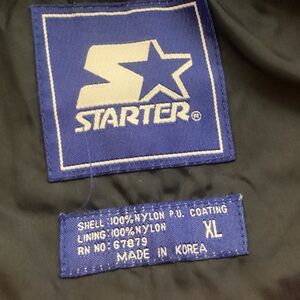 STARTER®
SHELL: 100% NYLON P.U. COATING
LINING: 100% NYLON
RN NO: 67879
XL
MADE IN KOREA